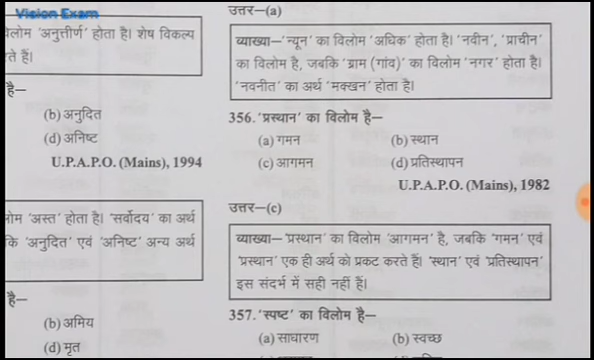 Vision Exam
विलोम 'अनुत्तीर्ण' होता है। शेष विकल्प
है—
(b) अनुदित
(d) अनिष्ट
U.P.A.P.O. (Mains), 1994
'अस्त' होता है। 'सर्वोदय' का अर्थ
कि 'अनुदित' एवं 'अनिष्ट' अन्य अर्थ
है—
(b) अमिय
(d) मृत
उत्तर—(a)
व्याख्या—'न्यून' का विलोम 'अधिक' होता है। 'नवीन', 'प्राचीन'
का विलोम है, जबकि 'ग्राम (गांव)' का विलोम 'नगर' होता है।
'नवनीत' का अर्थ 'मक्खन' होता है।
356. 'प्रस्थान' का विलोम है—
(a) गमन (b) स्थान
(c) आगमन (d) प्रतिस्थापन
U.P.A.P.O. (Mains), 1982
उत्तर—(c)
व्याख्या—'प्रस्थान' का विलोम 'आगमन' है, जबकि 'गमन' एवं
'प्रस्थान' एक ही अर्थ को प्रकट करते हैं। 'स्थान' एवं 'प्रतिस्थापन'
इस संदर्भ में सही नहीं हैं।
357. 'स्पष्ट' का विलोम है—
(a) साधारण (b) स्वच्छ